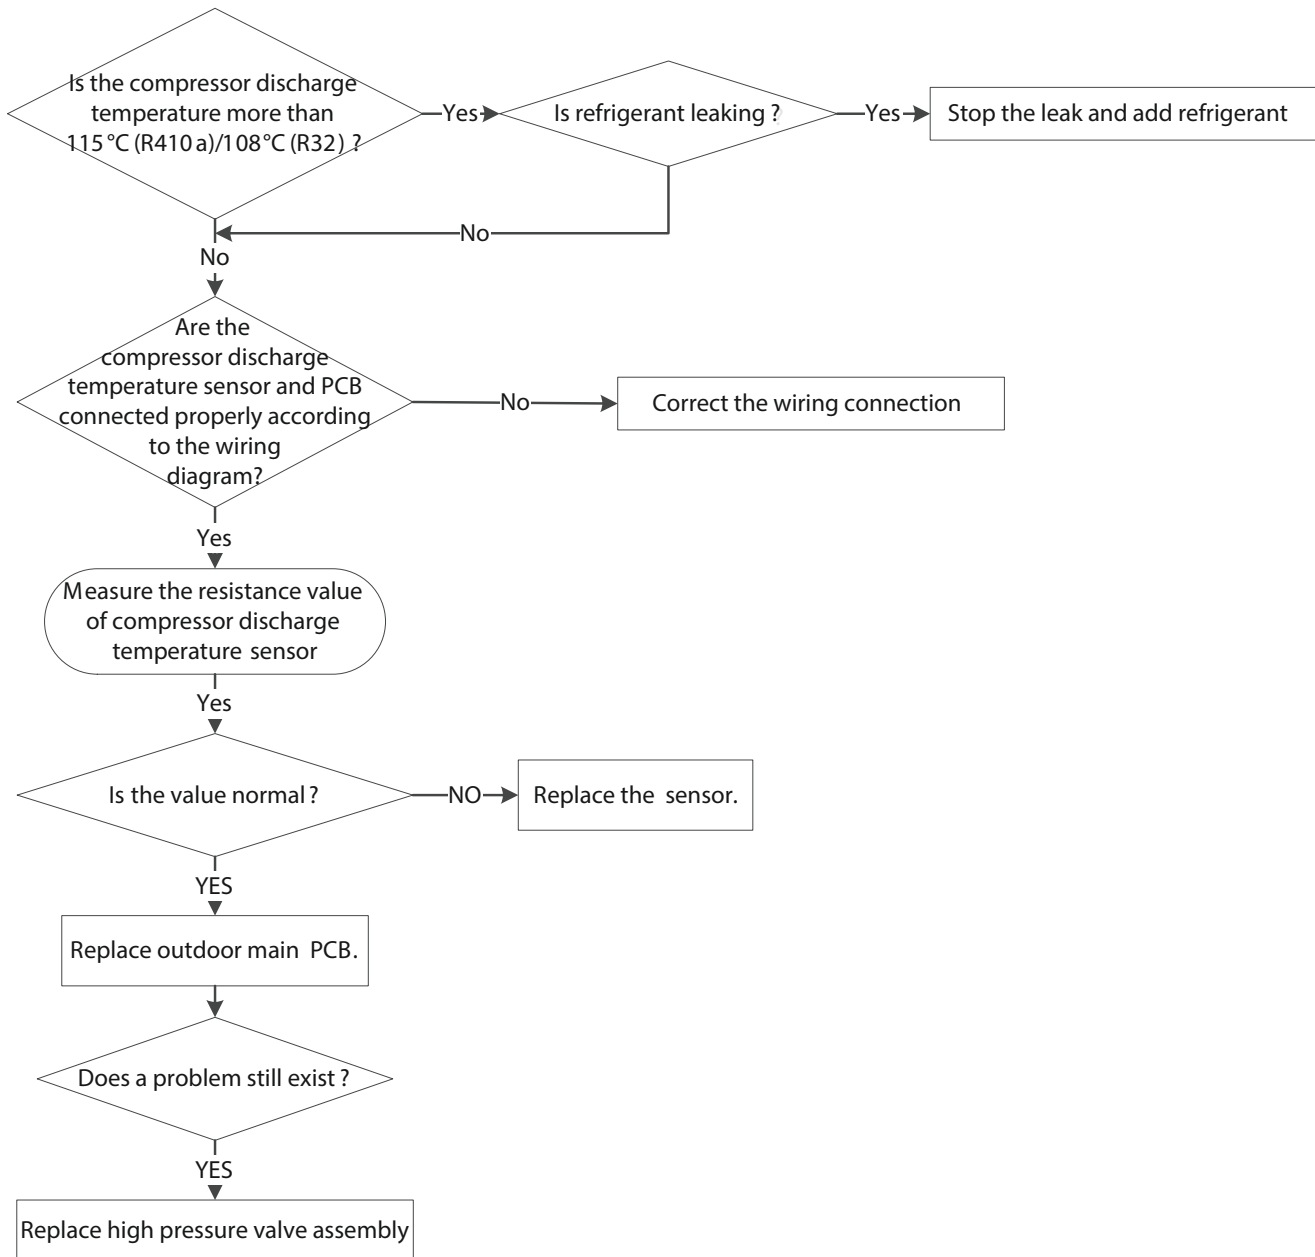 Is the compressor discharge
temperature more than
115°C (R410a)/108°C (R32) ?
Yes
Is refrigerant leaking ?
Yes
Stop the leak and add refrigerant
No
No
Are the
compressor discharge
temperature sensor and PCB
connected properly according
to the wiring
diagram?
No
Correct the wiring connection
Yes
Measure the resistance value
of compressor discharge
temperature sensor
Yes
Is the value normal ?
NO
Replace the sensor.
YES
Replace outdoor main PCB.
Does a problem still exist ?
YES
Replace high pressure valve assembly